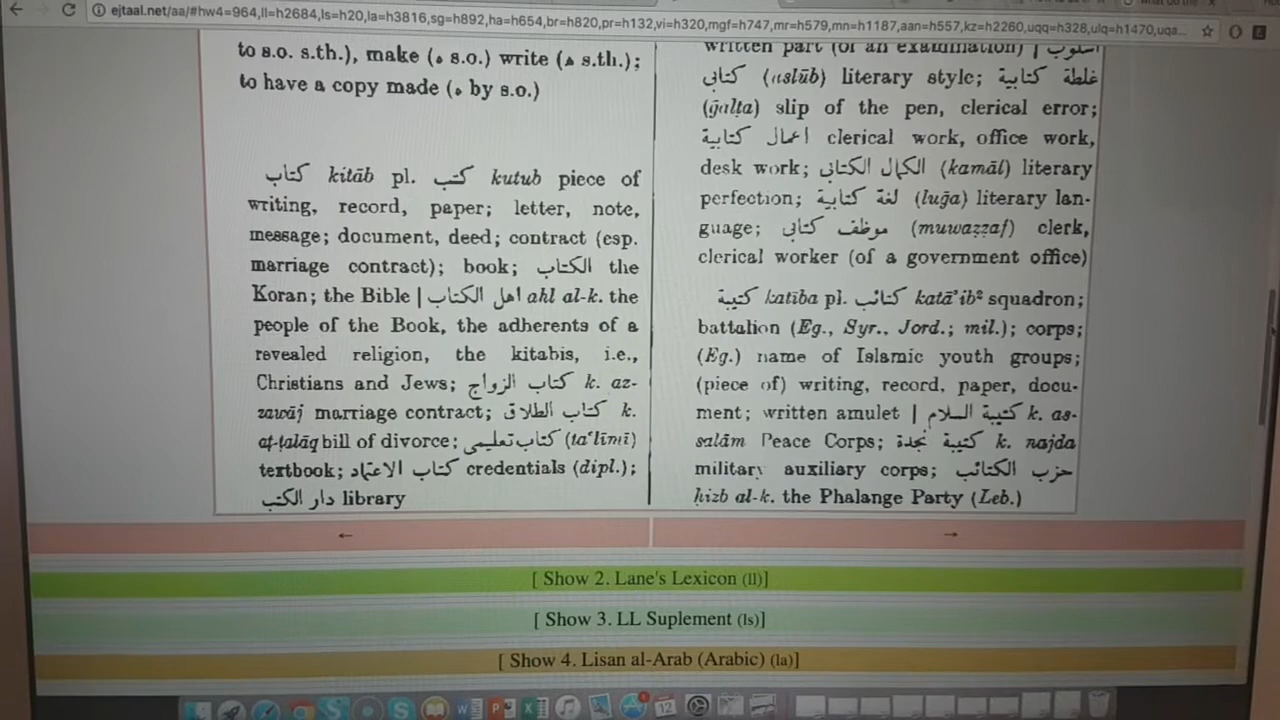 ejtaal.net/aa/#hw4=964,ll=h2684,ls=h20,la=h3816,sg=h892,ha=h654,br=h820,pr=h132,vi=h320,mgf=h747,mr=h579,mn=h1187,aan=h557,kz=h2260,uqq=h328,ulq=h1470,uqa...
to s.o. s.th.), make (ه s.o.) write (ﻫ s.th.);
to have a copy made (ه by s.o.)
كتاب kitāb pl. كتب kutub piece of
writing, record, paper; letter, note,
message; document, deed; contract (esp.
marriage contract); book; الكتاب the
Koran; the Bible | اهل الكتاب ahl al-k. the
people of the Book, the adherents of a
revealed religion, the kitabis, i.e.,
Christians and Jews; كتاب الزواج k. az-
zawāj marriage contract; كتاب الطلاق k.
aṭ-ṭalāq bill of divorce; كتاب تعليمى (taʿlīmī)
textbook; كتاب الاعتماد credentials (dipl.);
دار الكتب library
written part (of an examination) | اسلوب
كتابى (uslūb) literary style; غلطة كتابية
(ḡalṭa) slip of the pen, clerical error;
اعمال كتابية clerical work, office work,
desk work; الكمال الكتابى (kamāl) literary
perfection; لغة كتابية (luḡa) literary lan-
guage; موظف كتابى (muwaẓẓaf) clerk,
clerical worker (of a government office)
كتيبة katība pl. كتائب katāʾib² squadron;
battalion (Eg., Syr., Jord.; mil.); corps;
(Eg.) name of Islamic youth groups;
(piece of) writing, record, paper, docu-
ment; written amulet | كتيبة السلام k. as-
salām Peace Corps; كتيبة نجدة k. najda
military auxiliary corps; حزب الكتائب
ḥizb al-k. the Phalange Party (Leb.)
← →
[ Show 2. Lane's Lexicon (ll)]
[ Show 3. LL Suplement (ls)]
[ Show 4. Lisan al-Arab (Arabic) (la)]